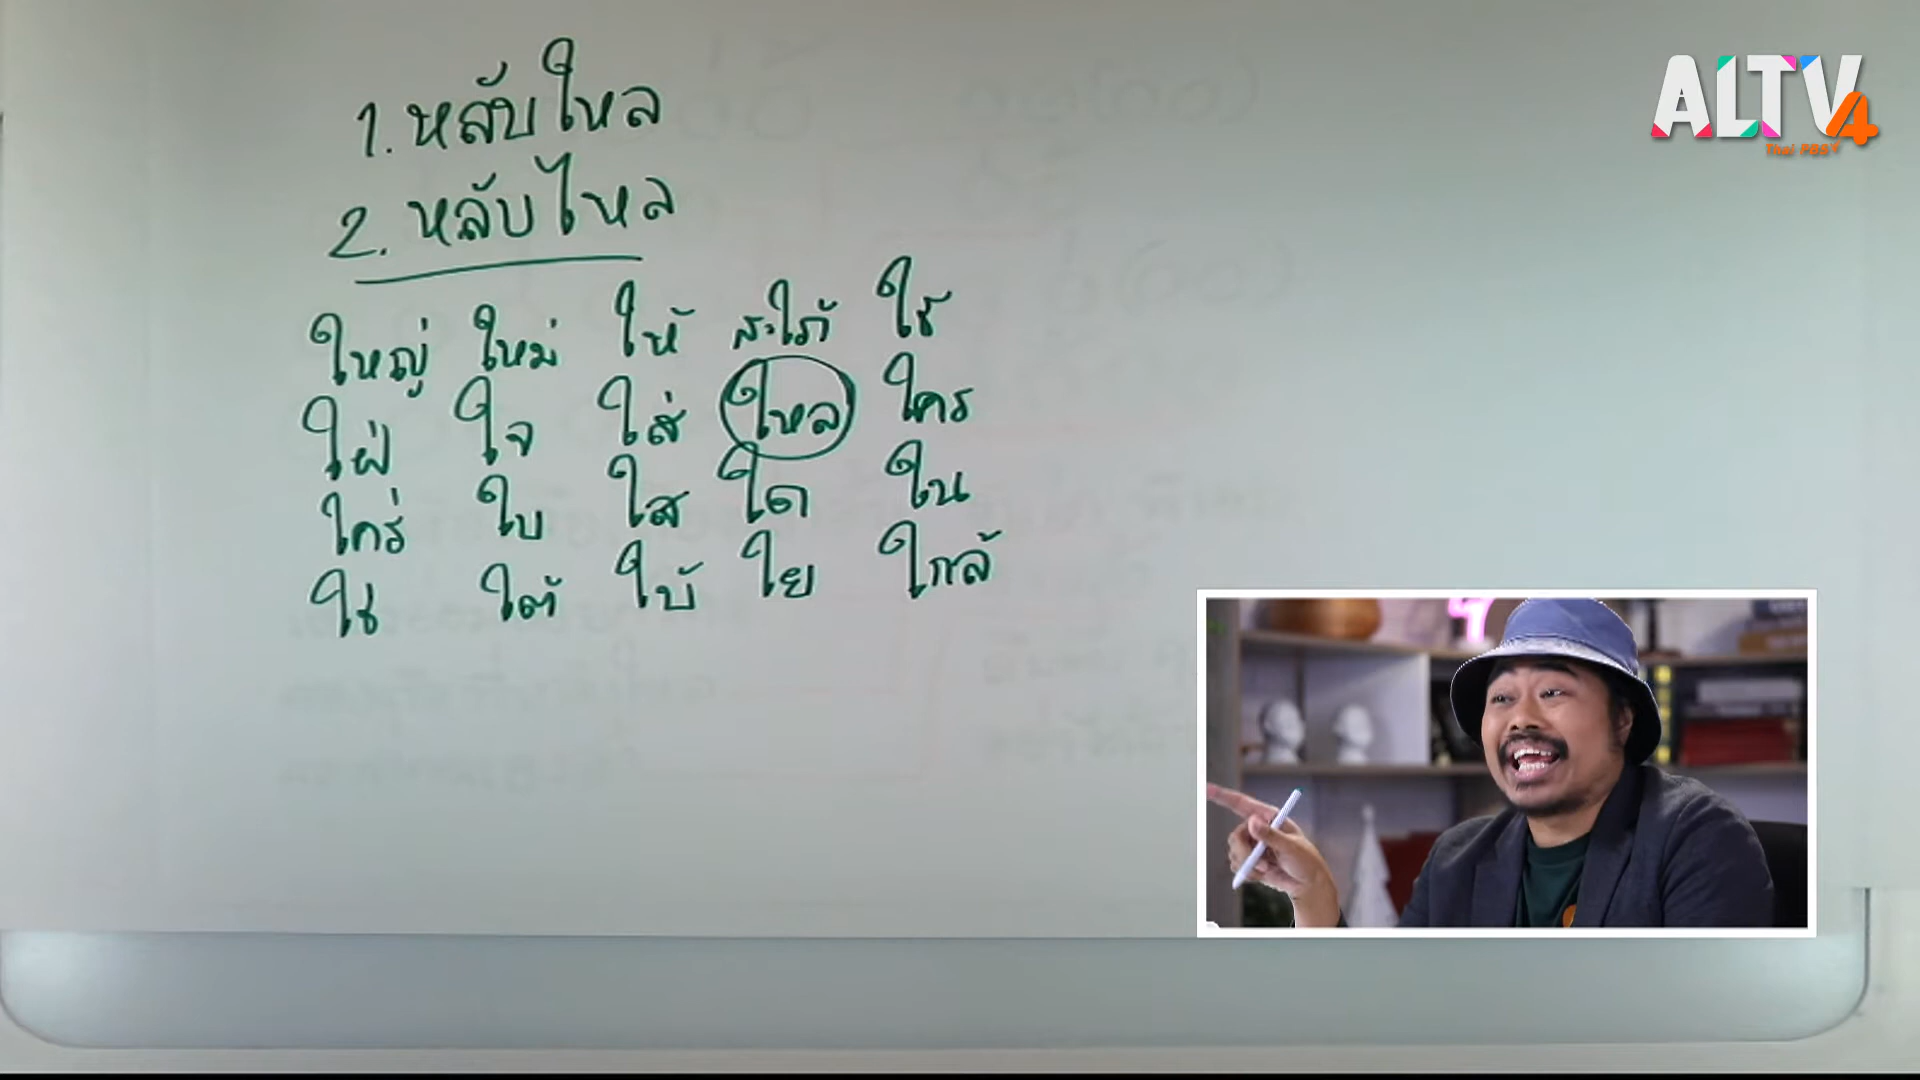 1. หลับใหล
2. หลับไหล
ใหญ่ ใหม่ ให้ สะใภ้ ใช้
ใฝ่ ใจ ใส่ ใหล ใคร
ใคร่ ใบ ใส ใด ใน
ใช่ ใต้ ใบ้ ใย ใกล้
ALTV4
Thai PBS